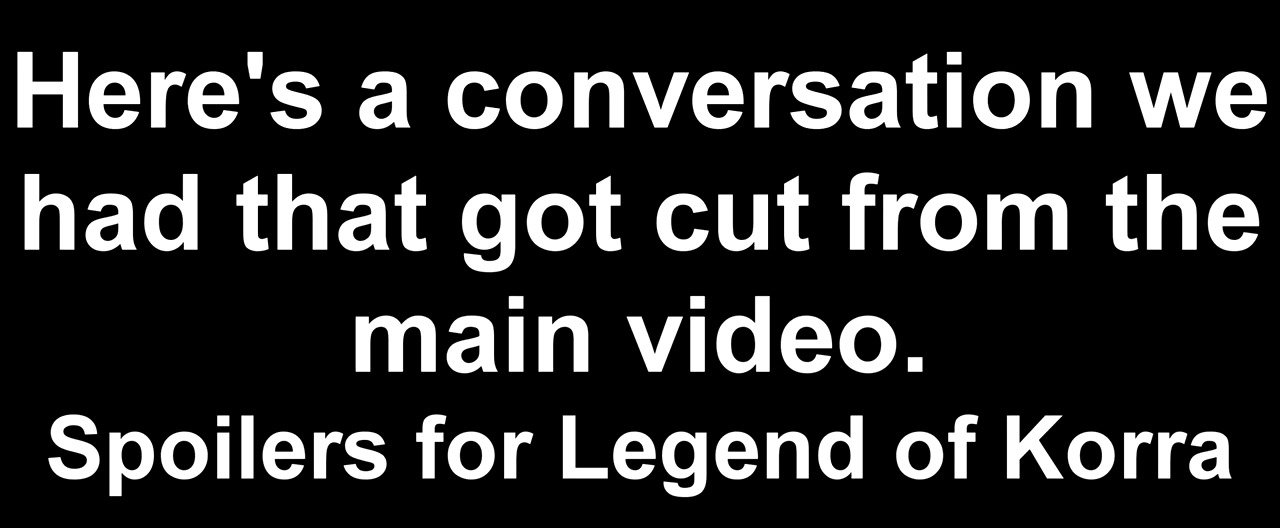 Here's a conversation we
had that got cut from the
main video.
Spoilers for Legend of Korra